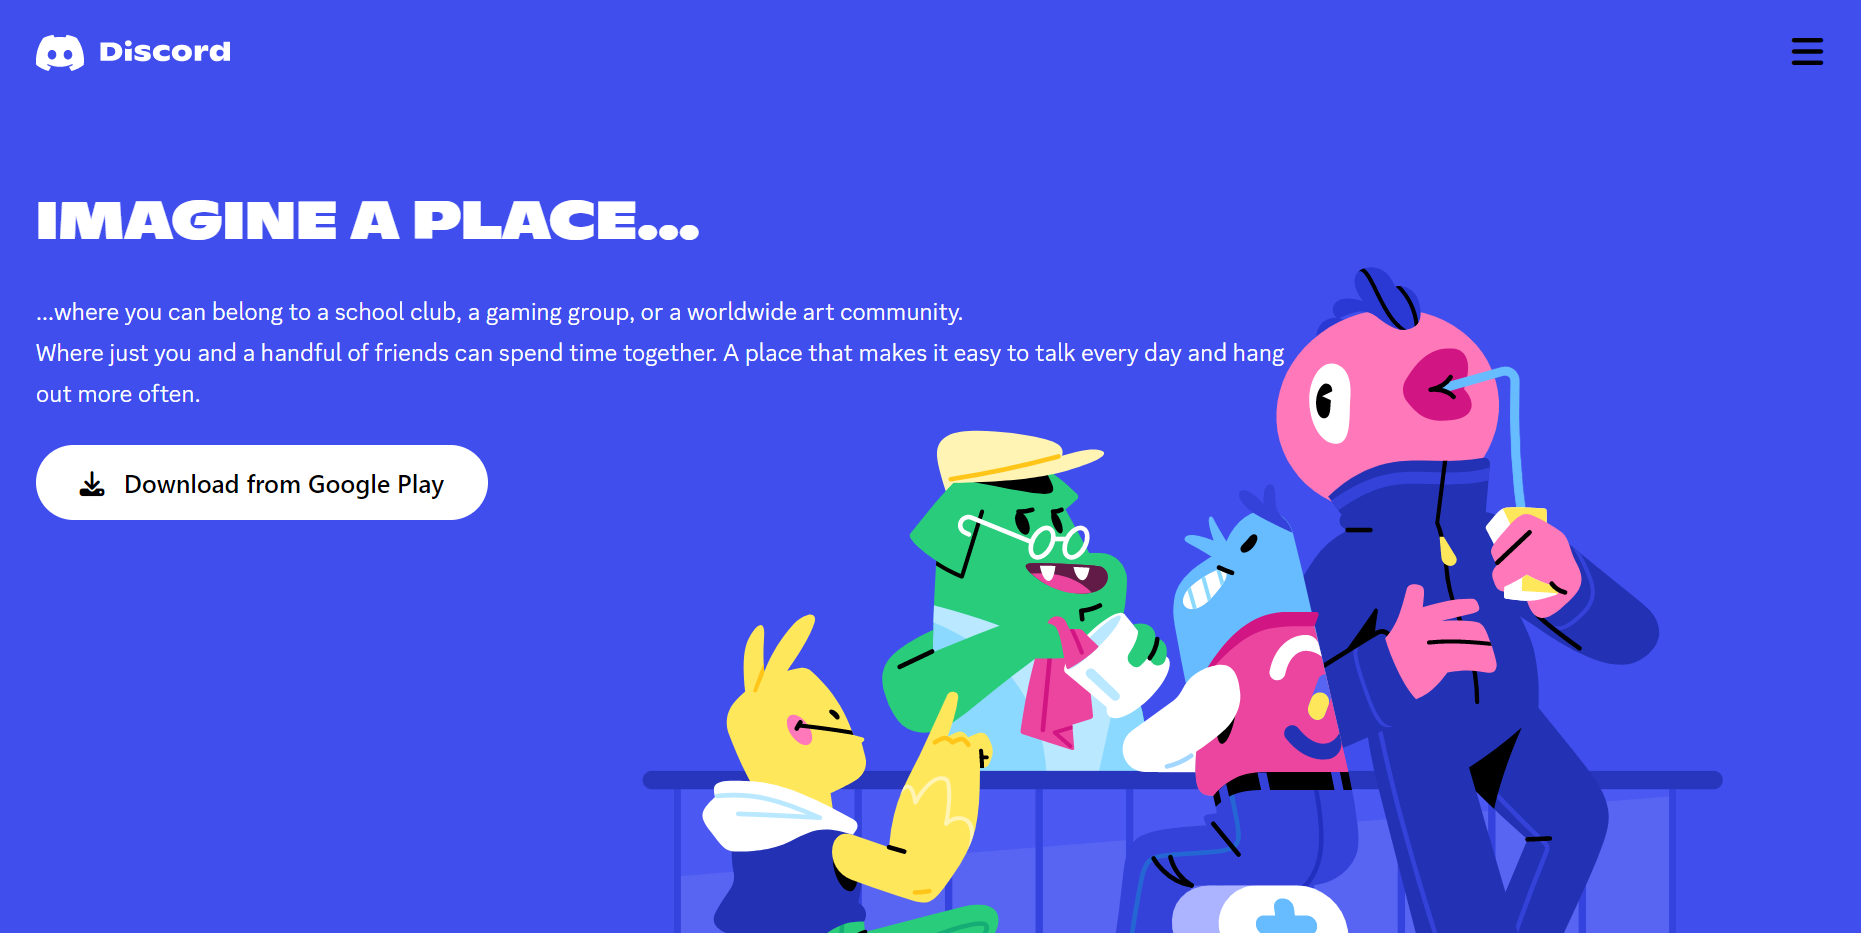 Discord
IMAGINE A PLACE...
...where you can belong to a school club, a gaming group, or a worldwide art community.
Where just you and a handful of friends can spend time together. A place that makes it easy to talk every day and hang
out more often.
Download from Google Play